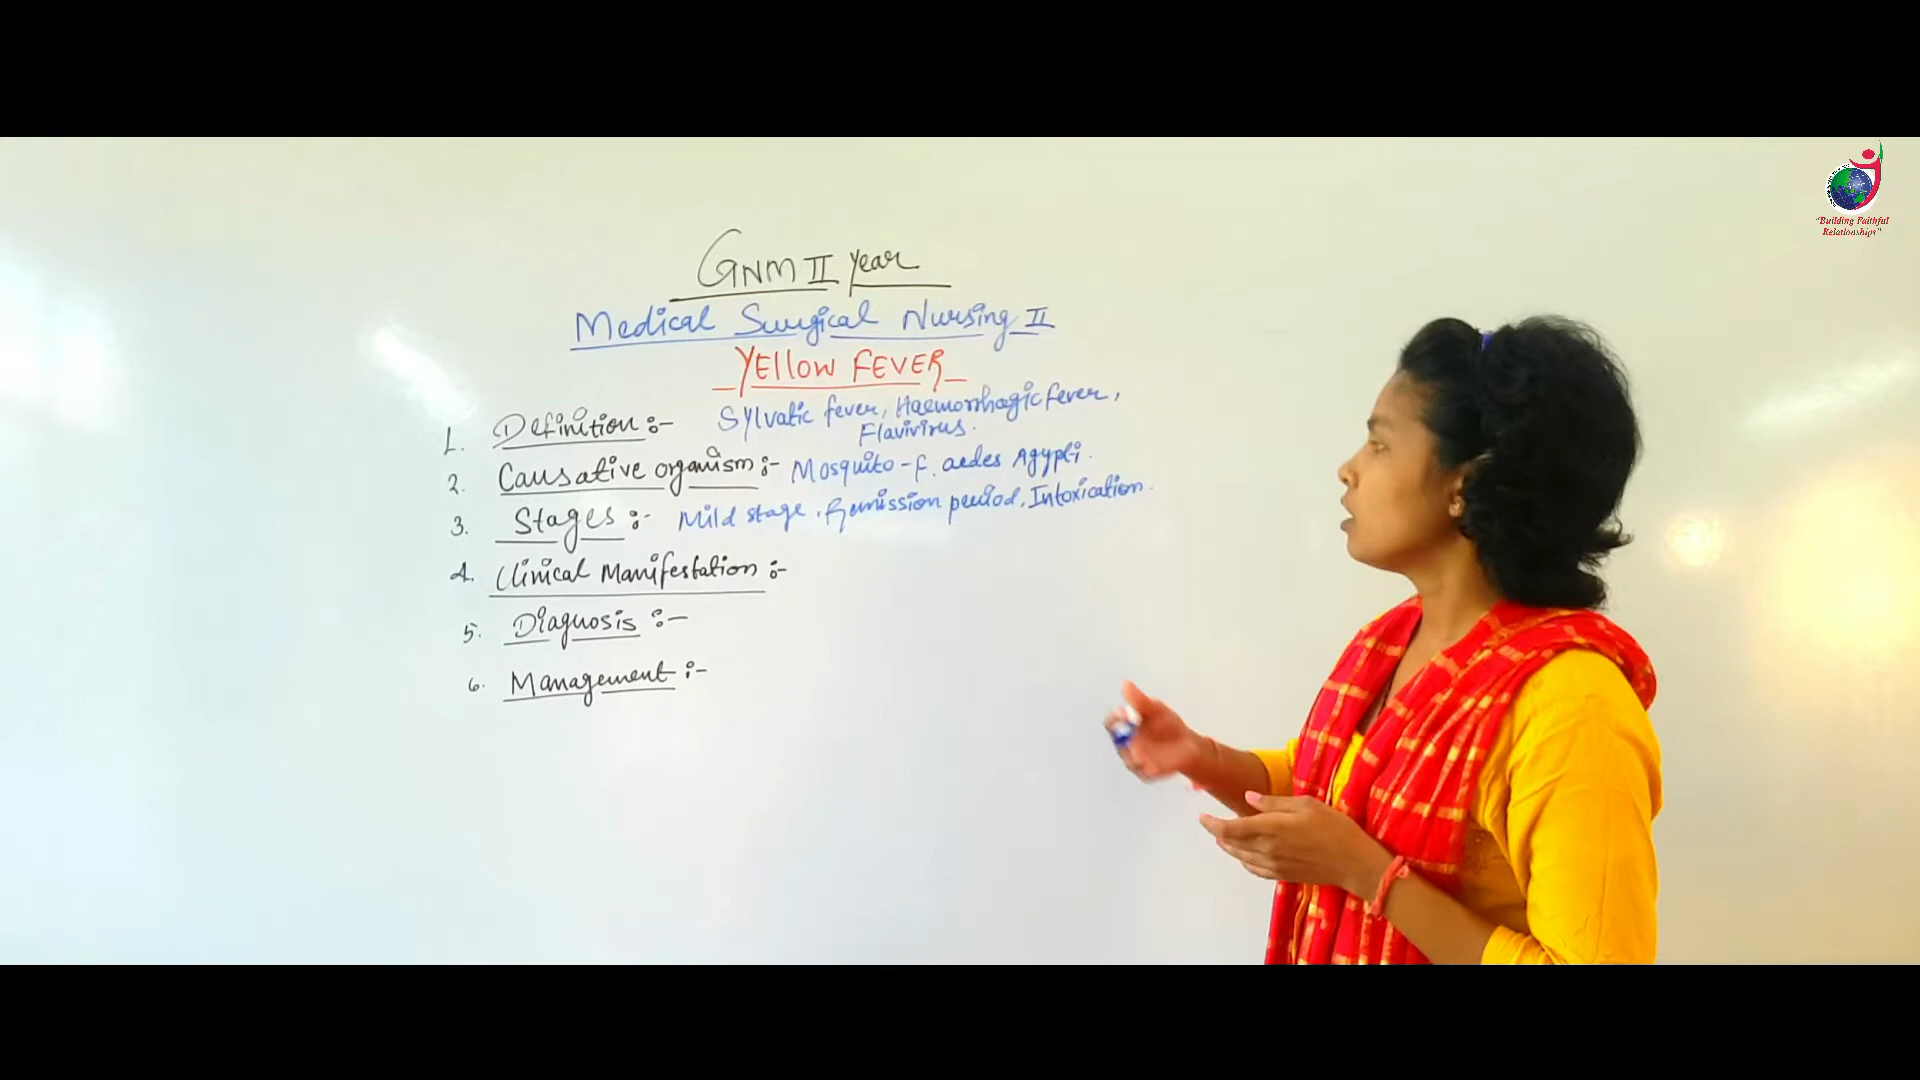 GNM II Year
Medical Surgical Nursing II
YELLOW FEVER
1. Definition :- Sylvatic fever, Haemorrhagic fever,
Flavivirus.
2. Causative organism :- Mosquito - F. aedes Agypti.
3. Stages :- Mild stage, Remission period, Intoxication.
4. Clinical Manifestation :-
5. Diagnosis :-
6. Management :-
"Building Faithful
Relationships"